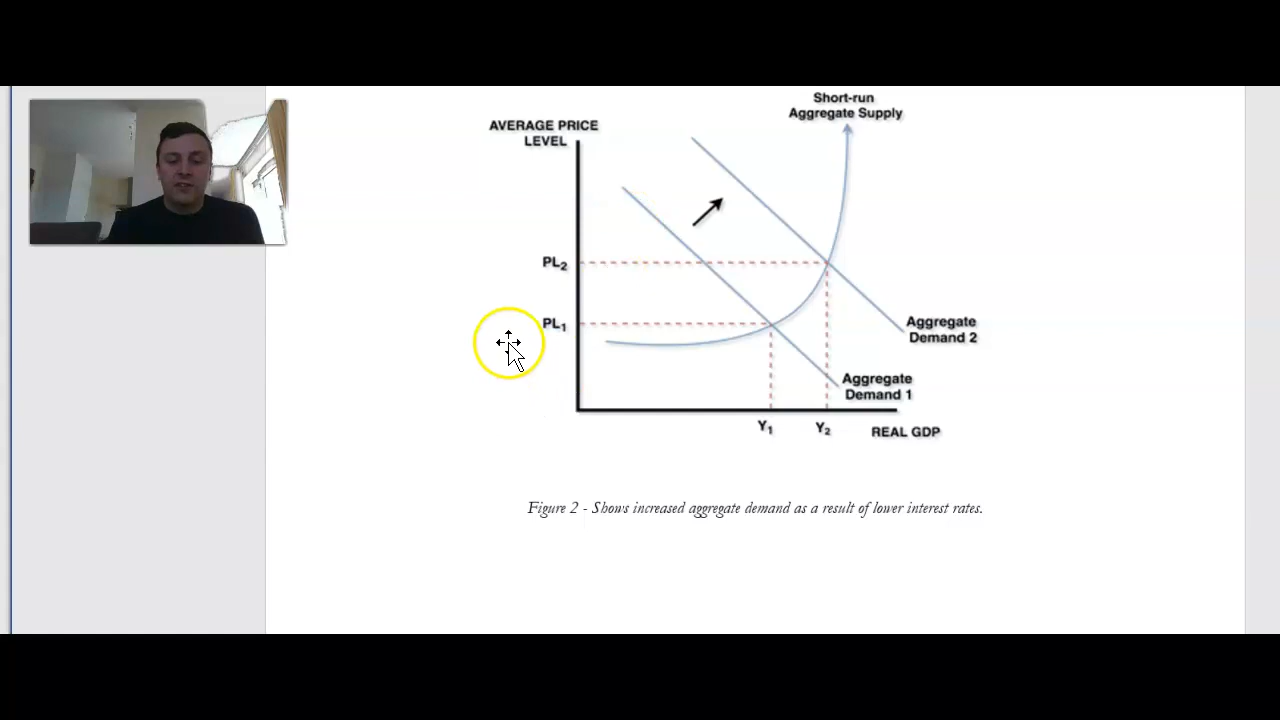 Short-run
Aggregate Supply
AVERAGE PRICE
LEVEL
PL2
PL1
Aggregate
Demand 2
Aggregate
Demand 1
Y1
Y2
REAL GDP
Figure 2 - Shows increased aggregate demand as a result of lower interest rates.